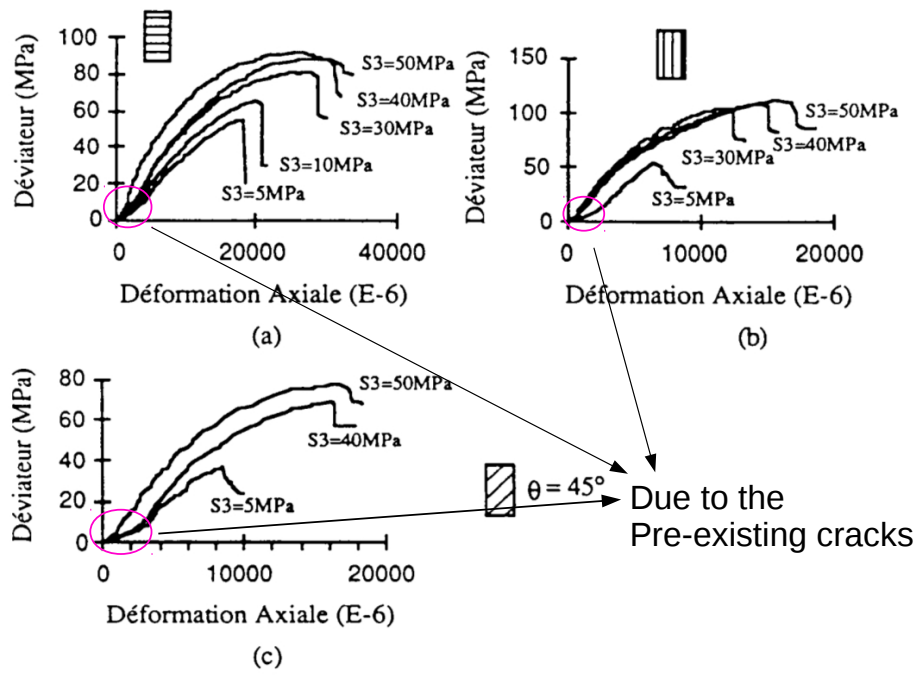 Déviateur (MPa)
100
80
60
40
20
0
S3=50MPa
S3=40MPa
S3=30MPa
S3=10MPa
S3=5MPa
0
20000
40000
Déformation Axiale (E-6)
(a)
Déviateur (MPa)
150
100
50
0
S3=50MPa
S3=40MPa
S3=30MPa
S3=5MPa
0
10000
20000
Déformation Axiale (E-6)
(b)
Déviateur (MPa)
80
60
40
20
0
S3=50MPa
S3=40MPa
S3=5MPa
0
10000
20000
Déformation Axiale (E-6)
(c)
θ = 45°
Due to the
Pre-existing cracks